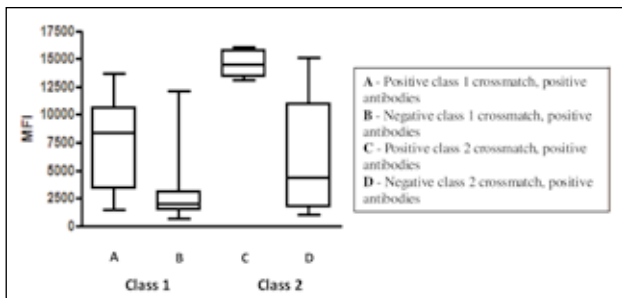 17500
15000
12500
10000
7500
5000
2500
0
MFI
A B C D
Class 1 Class 2
A - Positive class 1 crossmatch, positive
antibodies
B - Negative class 1 crossmatch, positive
antibodies
C - Positive class 2 crossmatch, positive
antibodies
D - Negative class 2 crossmatch, positive
antibodies